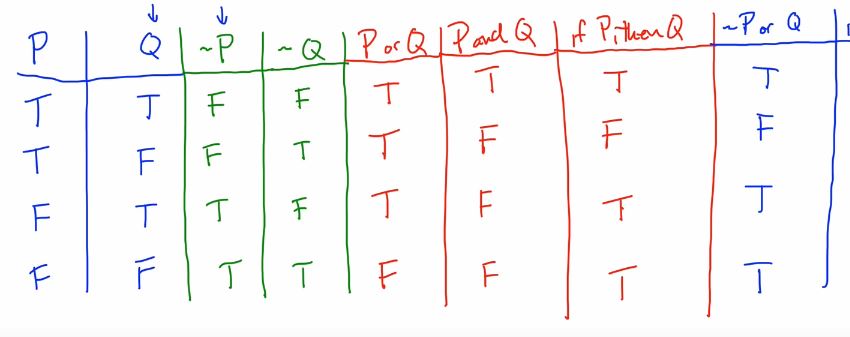 P Q ~P ~Q P or Q P and Q if P, then Q ~P or Q
T T F F T T T T
T F F T T F F F
F T T F T F T T
F F T T F F T T